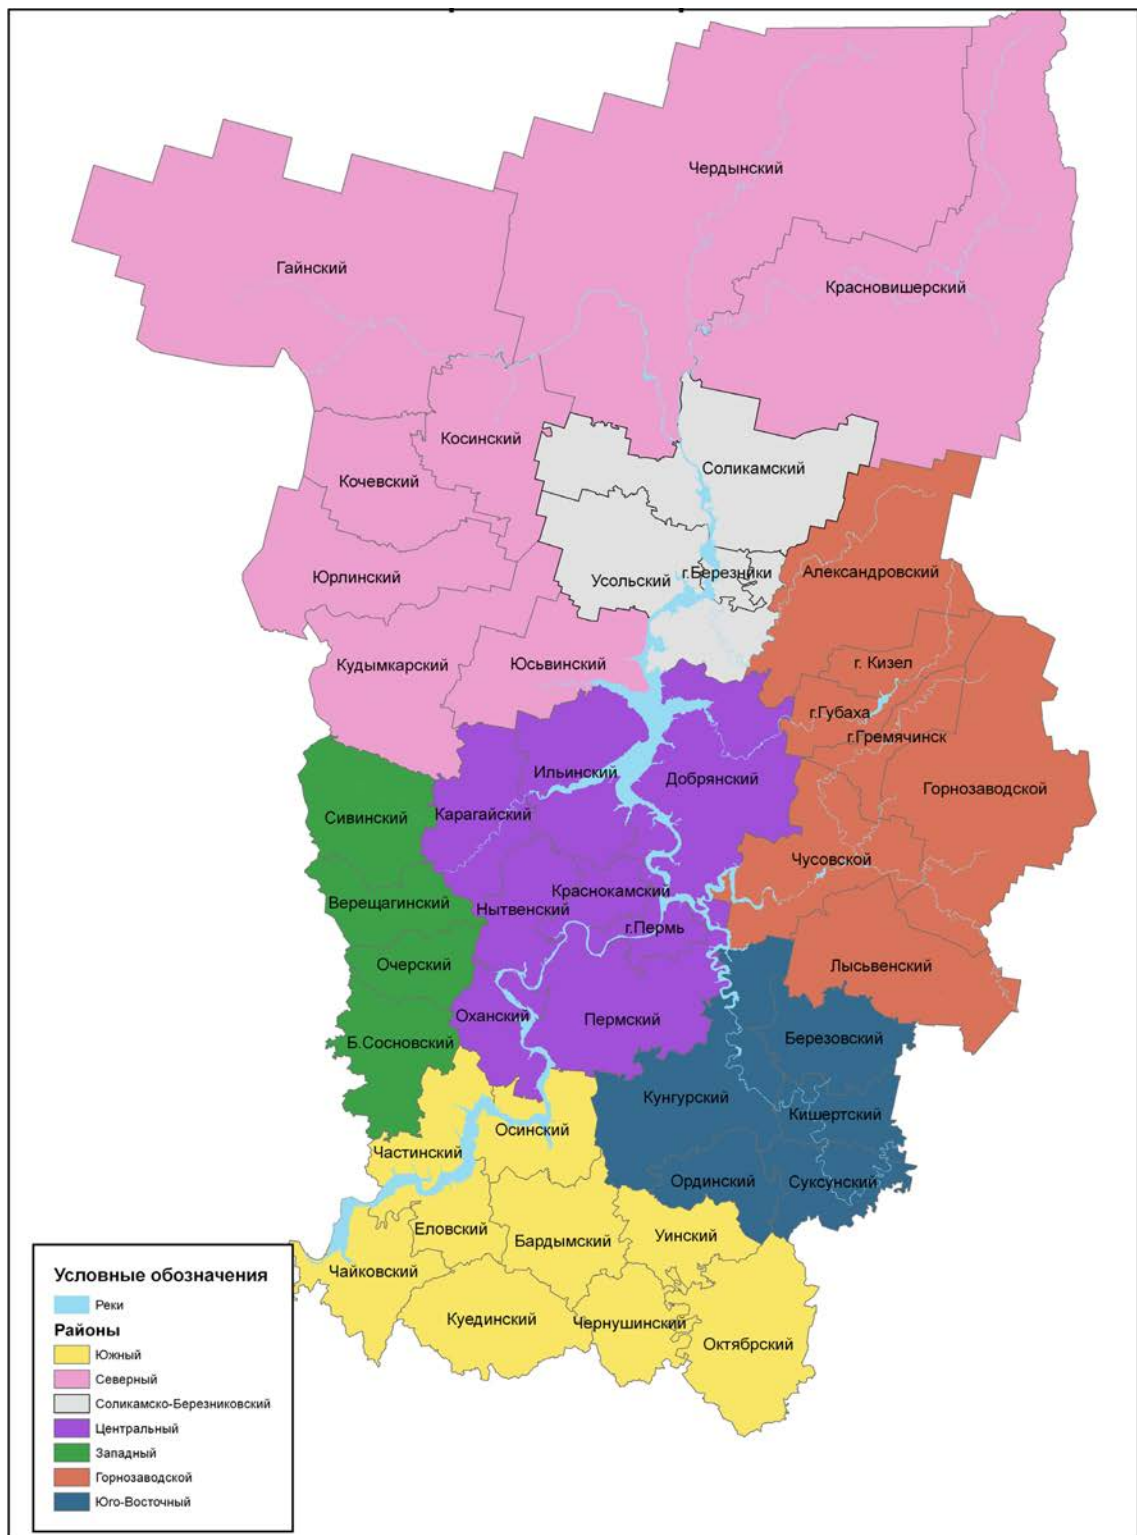 Чердынский
Гайнский
Красновишерский
Косинский
Соликамский
Кочевский
Александровский
г.Березники
Юрлинский
Усольский
Кудымкарский
Юсьвинский
г. Кизел
г.Губаха
г.Гремячинск
Ильинский
Добрянский
Горнозаводской
Сивинский
Карагайский
Чусовской
Краснокамский
Верещагинский
Нытвенский
г.Пермь
Очерский
Лысьвенский
Оханский
Пермский
Б.Сосновский
Березовский
Кунгурский
Кишертский
Осинский
Частинский
Ординский
Суксунский
Еловский
Бардымский
Уинский
Чайковский
Куединский
Чернушинский
Октябрский
Условные обозначения
Реки
Районы
Южный
Северный
Соликамско-Березниковский
Центральный
Западный
Горнозаводской
Юго-Восточный